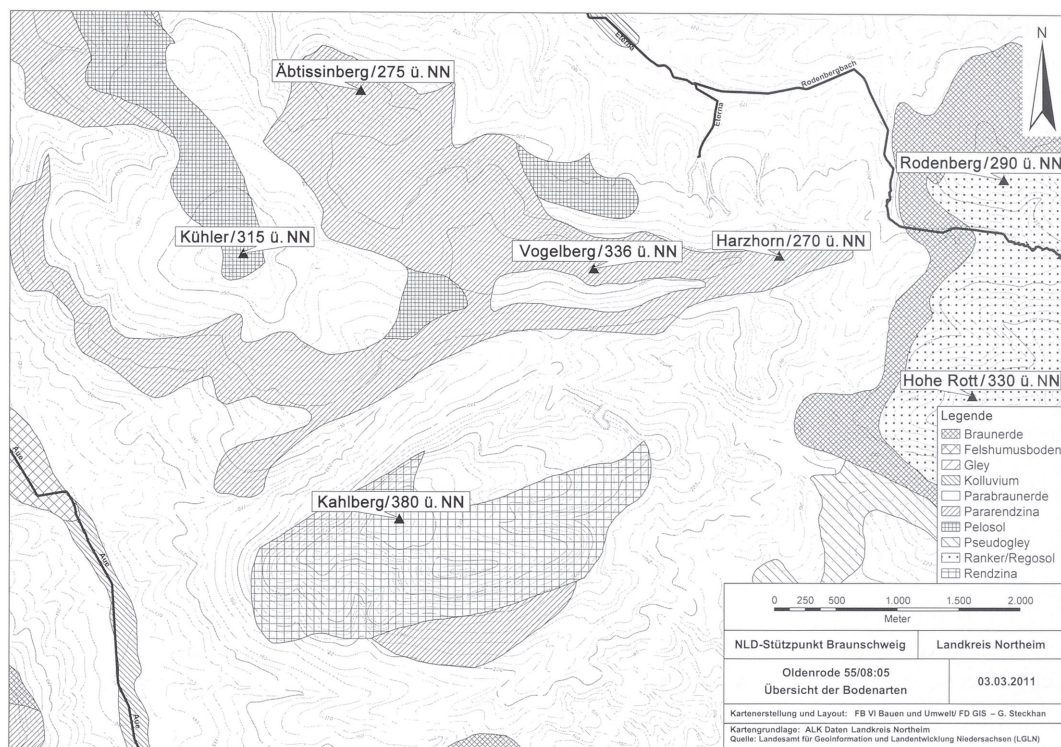 Eterna
N
Äbtissinberg/275 ü. NN
Rodenbergbach
Eterna
Rodenberg/290 ü. NN
Kühler/315 ü. NN
Vogelberg/336 ü. NN
Harzhorn/270 ü. NN
Hohe Rott/330 ü. NN
Legende
Braunerde
Felshumusboden
Gley
Kolluvium
Parabraunerde
Pararendzina
Pelosol
Pseudogley
Ranker/Regosol
Rendzina
Aue
Kahlberg/380 ü. NN
Aue
Aue
0 250 500 1.000 1.500 2.000
Meter
NLD-Stützpunkt Braunschweig
Landkreis Northeim
Oldenrode 55/08:05
Übersicht der Bodenarten
03.03.2011
Kartenerstellung und Layout: FB VI Bauen und Umwelt/ FD GIS – G. Steckhan
Kartengrundlage: ALK Daten Landkreis Northeim
Quelle: Landesamt für Geoinformation und Landentwicklung Niedersachsen (LGLN)